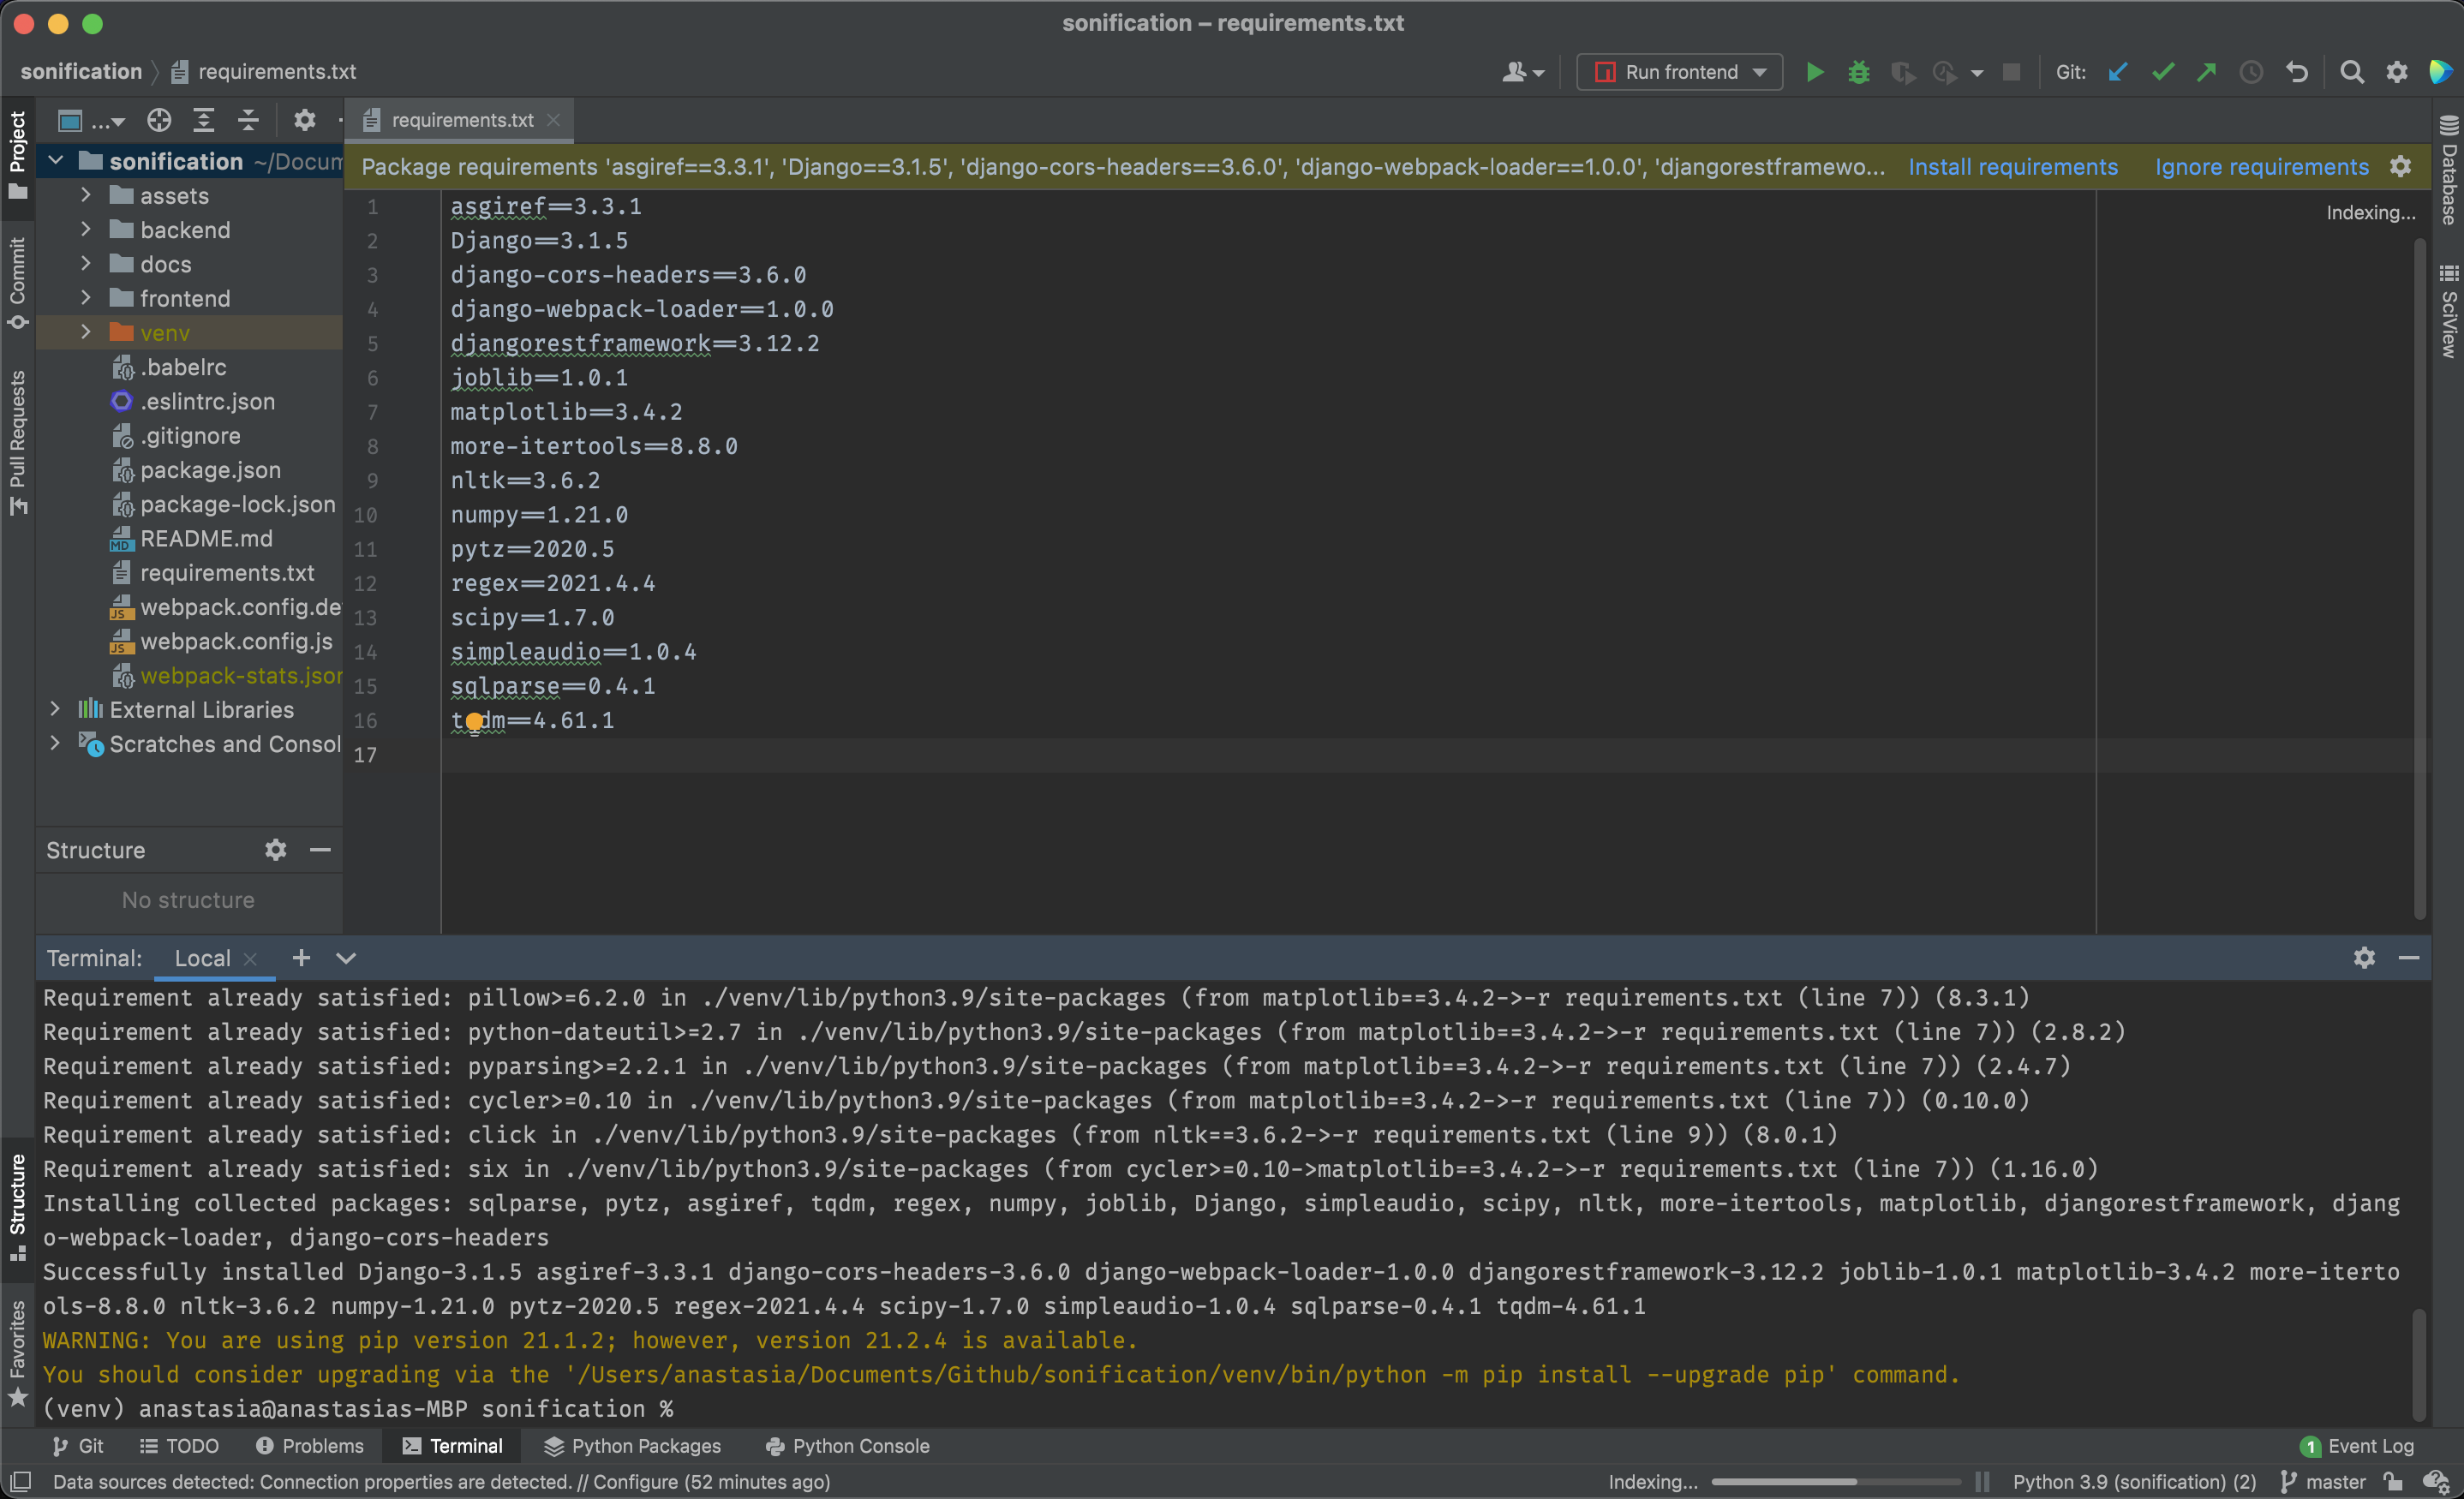 sonification – requirements.txt
sonification
requirements.txt
Run frontend
Git:
Project
Commit
Pull Requests
Structure
Favorites
...
sonification ~/Docum
assets
backend
docs
frontend
venv
.babelrc
.eslintrc.json
.gitignore
package.json
package-lock.json
README.md
requirements.txt
webpack.config.de
webpack.config.js
webpack-stats.json
External Libraries
Scratches and Consol
Structure
No structure
requirements.txt
Package requirements 'asgiref==3.3.1', 'Django==3.1.5', 'django-cors-headers==3.6.0', 'django-webpack-loader==1.0.0', 'djangorestframewo...
Install requirements
Ignore requirements
Indexing...
1 asgiref==3.3.1
2 Django==3.1.5
3 django-cors-headers==3.6.0
4 django-webpack-loader==1.0.0
5 djangorestframework==3.12.2
6 joblib==1.0.1
7 matplotlib==3.4.2
8 more-itertools==8.8.0
9 nltk==3.6.2
10 numpy==1.21.0
11 pytz==2020.5
12 regex==2021.4.4
13 scipy==1.7.0
14 simpleaudio==1.0.4
15 sqlparse==0.4.1
16 tqdm==4.61.1
17
Database
SciView
Terminal:
Local
Requirement already satisfied: pillow>=6.2.0 in ./venv/lib/python3.9/site-packages (from matplotlib==3.4.2->-r requirements.txt (line 7)) (8.3.1)
Requirement already satisfied: python-dateutil>=2.7 in ./venv/lib/python3.9/site-packages (from matplotlib==3.4.2->-r requirements.txt (line 7)) (2.8.2)
Requirement already satisfied: pyparsing>=2.2.1 in ./venv/lib/python3.9/site-packages (from matplotlib==3.4.2->-r requirements.txt (line 7)) (2.4.7)
Requirement already satisfied: cycler>=0.10 in ./venv/lib/python3.9/site-packages (from matplotlib==3.4.2->-r requirements.txt (line 7)) (0.10.0)
Requirement already satisfied: click in ./venv/lib/python3.9/site-packages (from nltk==3.6.2->-r requirements.txt (line 9)) (8.0.1)
Requirement already satisfied: six in ./venv/lib/python3.9/site-packages (from cycler>=0.10->matplotlib==3.4.2->-r requirements.txt (line 7)) (1.16.0)
Installing collected packages: sqlparse, pytz, asgiref, tqdm, regex, numpy, joblib, Django, simpleaudio, scipy, nltk, more-itertools, matplotlib, djangorestframework, djang
o-webpack-loader, django-cors-headers
Successfully installed Django-3.1.5 asgiref-3.3.1 django-cors-headers-3.6.0 django-webpack-loader-1.0.0 djangorestframework-3.12.2 joblib-1.0.1 matplotlib-3.4.2 more-iterto
ols-8.8.0 nltk-3.6.2 numpy-1.21.0 pytz-2020.5 regex-2021.4.4 scipy-1.7.0 simpleaudio-1.0.4 sqlparse-0.4.1 tqdm-4.61.1
WARNING: You are using pip version 21.1.2; however, version 21.2.4 is available.
You should consider upgrading via the '/Users/anastasia/Documents/Github/sonification/venv/bin/python -m pip install --upgrade pip' command.
(venv) anastasia@anastasias-MBP sonification %
Git
TODO
Problems
Terminal
Python Packages
Python Console
1 Event Log
Data sources detected: Connection properties are detected. // Configure (52 minutes ago)
Indexing...
Python 3.9 (sonification) (2)
master